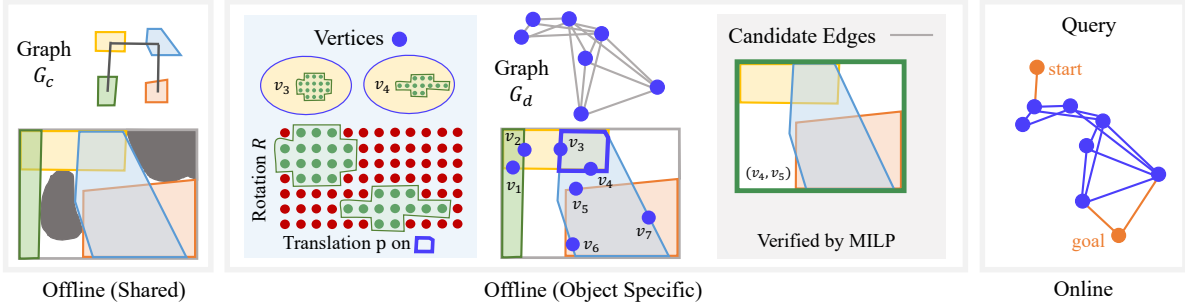 Graph
G_c
Offline (Shared)
Vertices
v_3
v_4
Rotation R
Translation p on
Graph
G_d
v_2
v_1
v_3
v_4
v_5
v_6
v_7
Candidate Edges
(v_4, v_5)
Verified by MILP
Offline (Object Specific)
Query
start
goal
Online